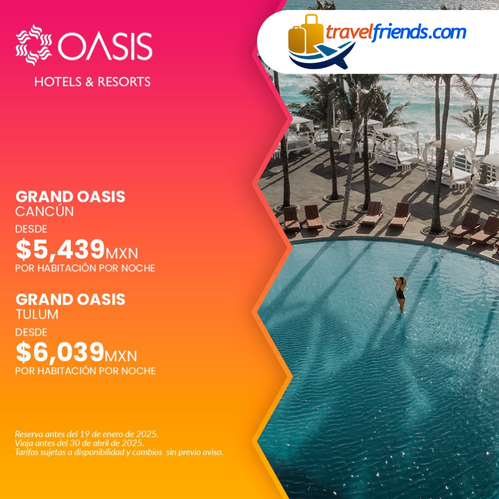 OASIS
HOTELS & RESORTS
travelfriends.com
GRAND OASIS
CANCÚN
DESDE
$5,439MXN
POR HABITACIÓN POR NOCHE
GRAND OASIS
TULUM
DESDE
$6,039MXN
POR HABITACIÓN POR NOCHE
Reserva antes del 19 de enero de 2025.
Viaja antes del 30 de abril de 2025.
Tarifas sujetas a disponibilidad y cambios sin previo aviso.